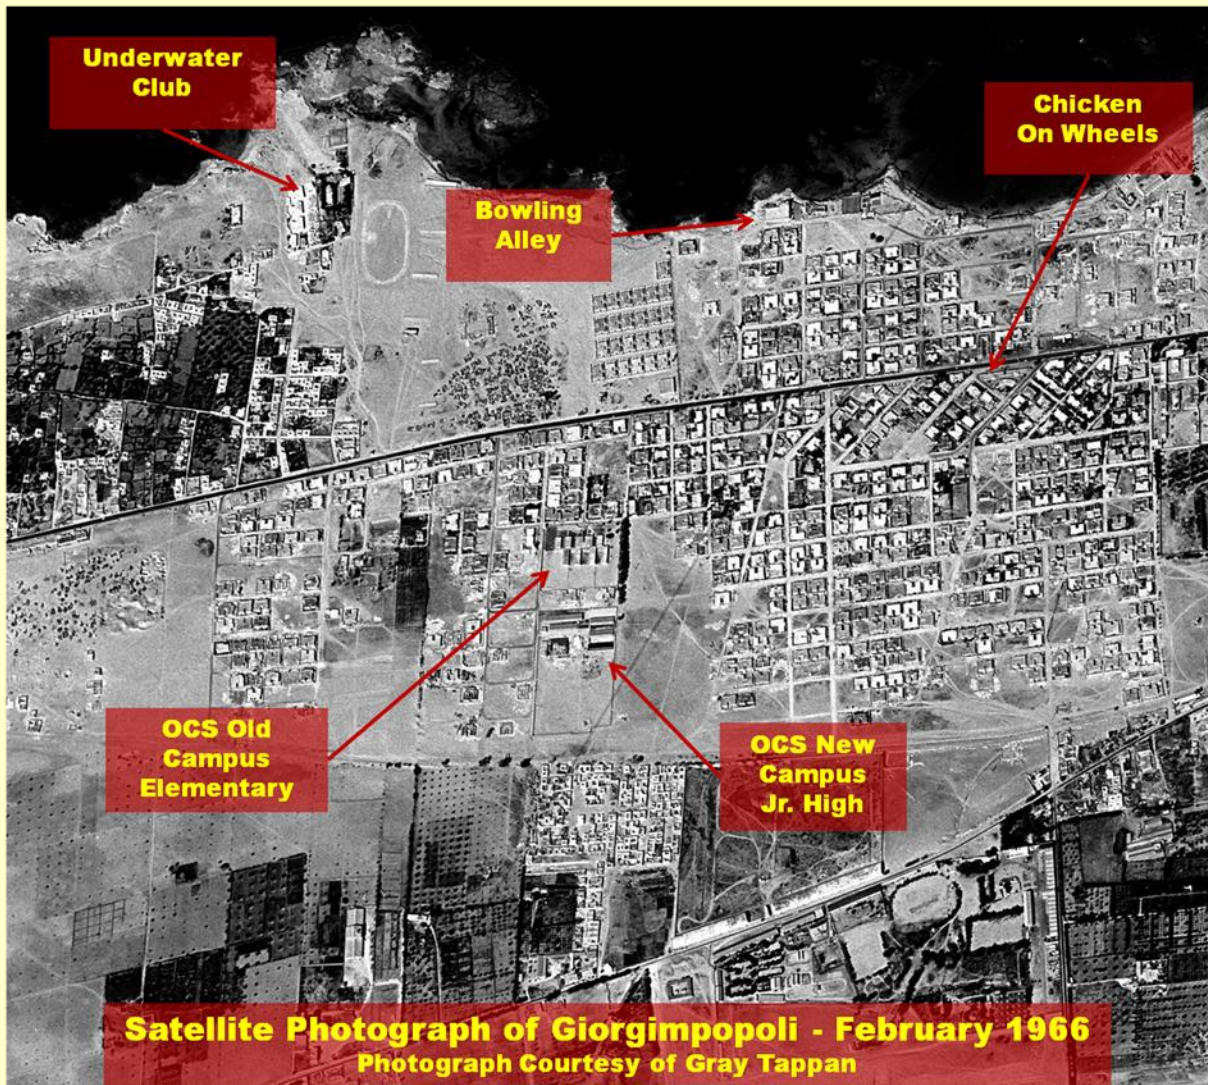 Underwater
Club
Chicken
On Wheels
Bowling
Alley
OCS Old
Campus
Elementary
OCS New
Campus
Jr. High
Satellite Photograph of Giorgimpopoli - February 1966
Photograph Courtesy of Gray Tappan